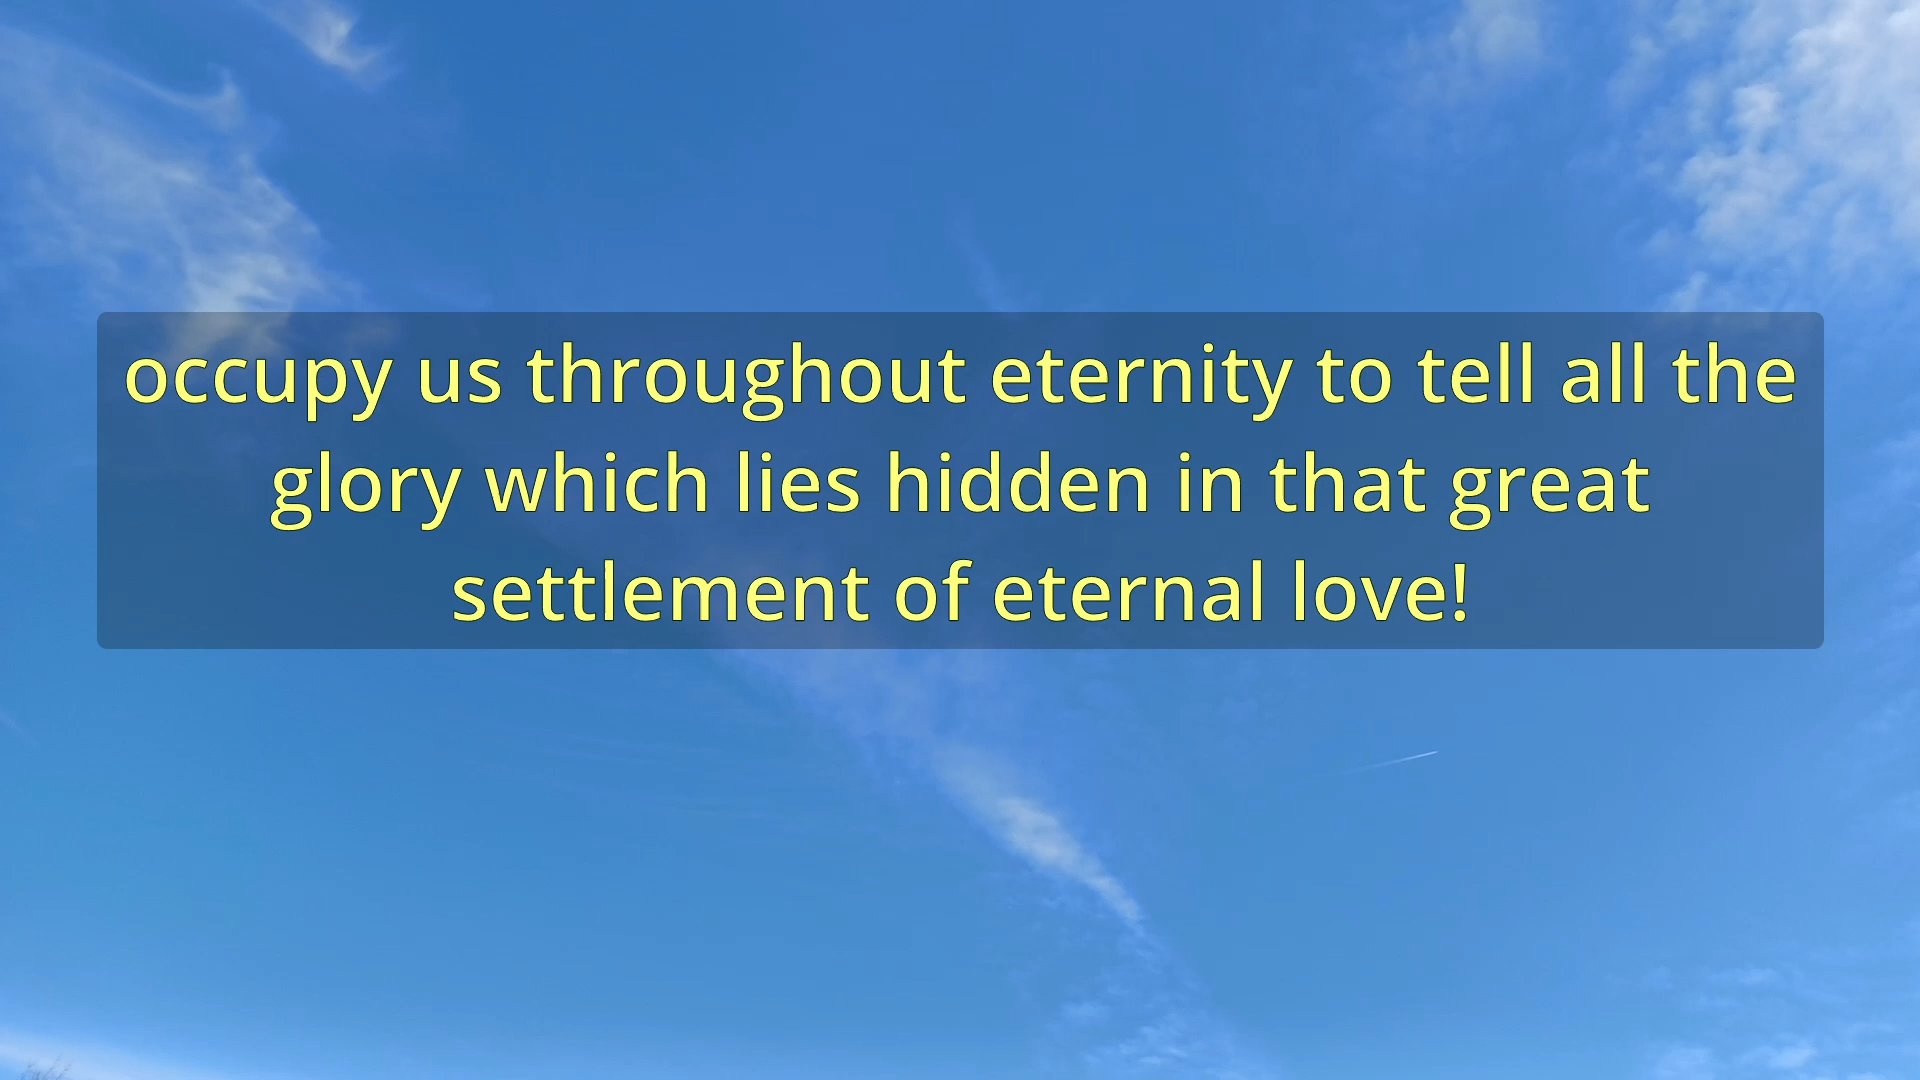 occupy us throughout eternity to tell all the
glory which lies hidden in that great
settlement of eternal love!